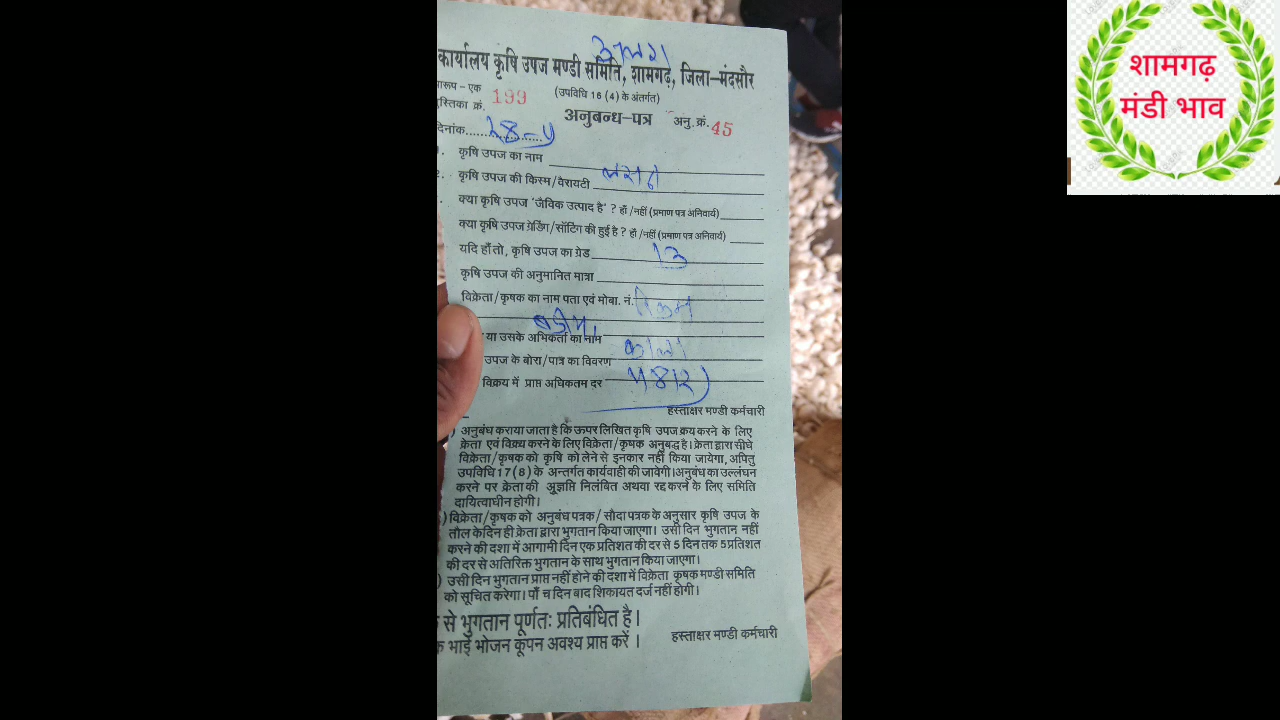 कार्यालय कृषि उपज मण्डी समिति, शामगढ़, जिला–मंदसौर
(उपविधि 16 (4) के अंतर्गत)
ारूप – एक
ुस्तिका क्रं. 199
अनुबन्ध–पत्र अनु. क्रं. 45
दिनांक 28-5
कृषि उपज का नाम
कृषि उपज की किस्म/वैरायटी
क्या कृषि उपज 'जैविक उत्पाद है' ? हाँ /नहीं (प्रमाण पत्र अनिवार्य)
क्या कृषि उपज ग्रेडिंग/सॉटिंग की हुई है ? हाँ /नहीं (प्रमाण पत्र अनिवार्य)
यदि हाँ तो, कृषि उपज का ग्रेड 13
कृषि उपज की अनुमानित मात्रा
विक्रेता/कृषक का नाम पता एवं मोबा. नं.
या उसके अभिकर्ता का नाम
उपज के बोरा/पात्र का विवरण
विक्रय में प्राप्त अधिकतम दर
हस्ताक्षर मण्डी कर्मचारी
) अनुबंध कराया जाता है कि ऊपर लिखित कृषि उपज क्रय करने के लिए
क्रेता एवं विक्रय करने के लिए विक्रेता/कृषक अनुबद्ध है। क्रेता द्वारा सीधे
विक्रेता/कृषक को कृषि को लेने से इनकार नहीं किया जायेगा, अपितु
उपविधि 17(8) के अन्तर्गत कार्यवाही की जावेगी। अनुबंध का उल्लंघन
करने पर क्रेता की अनुज्ञप्ति निलंबित अथवा रद्द करने के लिए समिति
दायित्वाधीन होगी।
) विक्रेता/कृषक को अनुबंध पत्रक/ सौदा पत्रक के अनुसार कृषि उपज के
तौल के दिन ही क्रेता द्वारा भुगतान किया जाएगा। उसी दिन भुगतान नहीं
करने की दशा में आगामी दिन एक प्रतिशत की दर से 5 दिन तक 5 प्रतिशत
की दर से अतिरिक्त भुगतान के साथ भुगतान किया जाएगा।
) उसी दिन भुगतान प्राप्त नहीं होने की दशा में विक्रेता कृषक मण्डी समिति
को सूचित करेगा। पाँच दिन बाद शिकायत दर्ज नहीं होगी।
से भुगतान पूर्णतः प्रतिबंधित है।
भाई भोजन कूपन अवश्य प्राप्त करें। हस्ताक्षर मण्डी कर्मचारी
शामगढ़
मंडी भाव